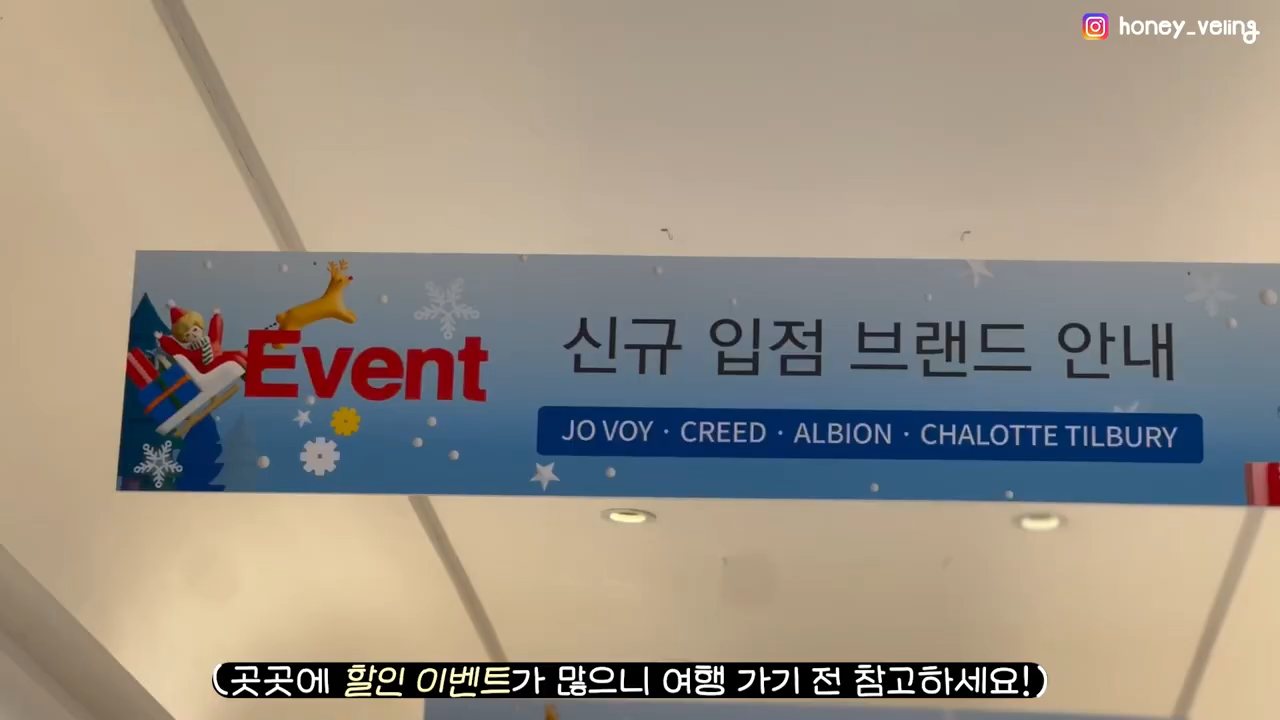 honey_veling
Event
신규 입점 브랜드 안내
JO VOY · CREED · ALBION · CHALOTTE TILBURY
(곳곳에 할인 이벤트가 많으니 여행 가기 전 참고하세요!)